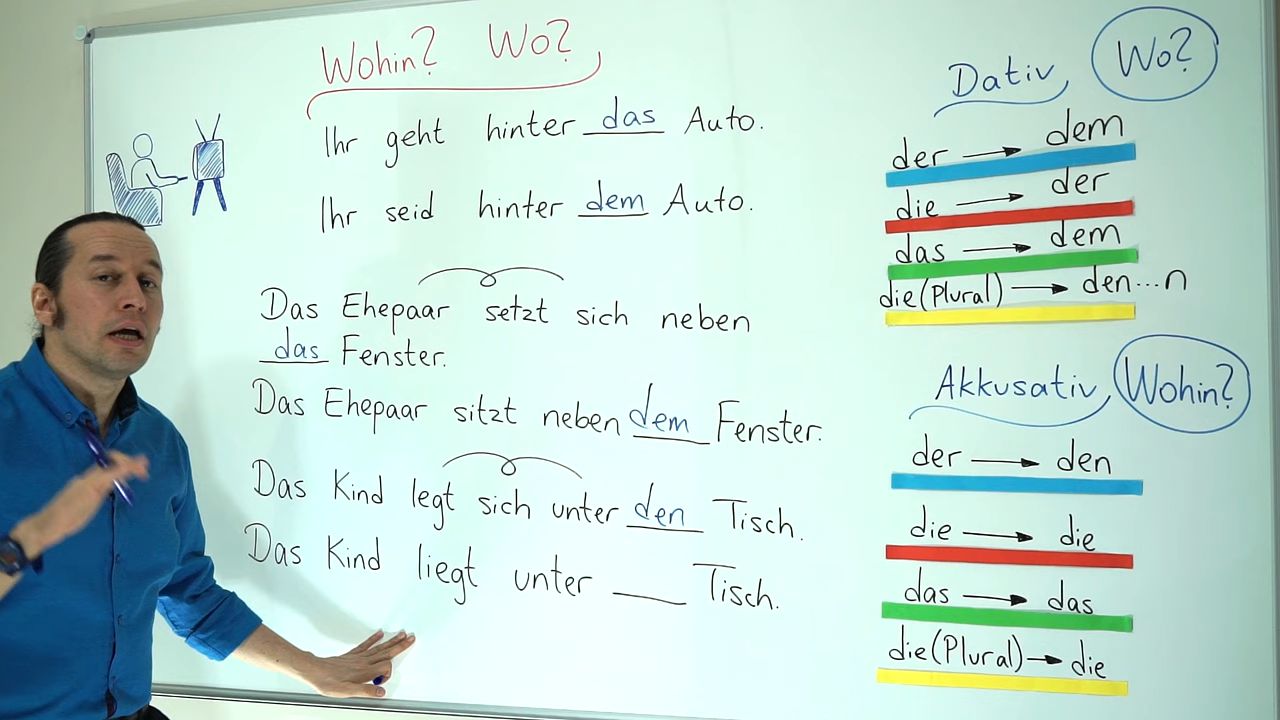 Wohin? Wo?
Ihr geht hinter das Auto.
Ihr seid hinter dem Auto.
Das Ehepaar setzt sich neben
das Fenster.
Das Ehepaar sitzt neben dem Fenster.
Das Kind legt sich unter den Tisch.
Das Kind liegt unter ___ Tisch.
Dativ Wo?
der → dem
die → der
das → dem
die (Plural) → den...n
Akkusativ Wohin?
der → den
die → die
das → das
die (Plural) → die